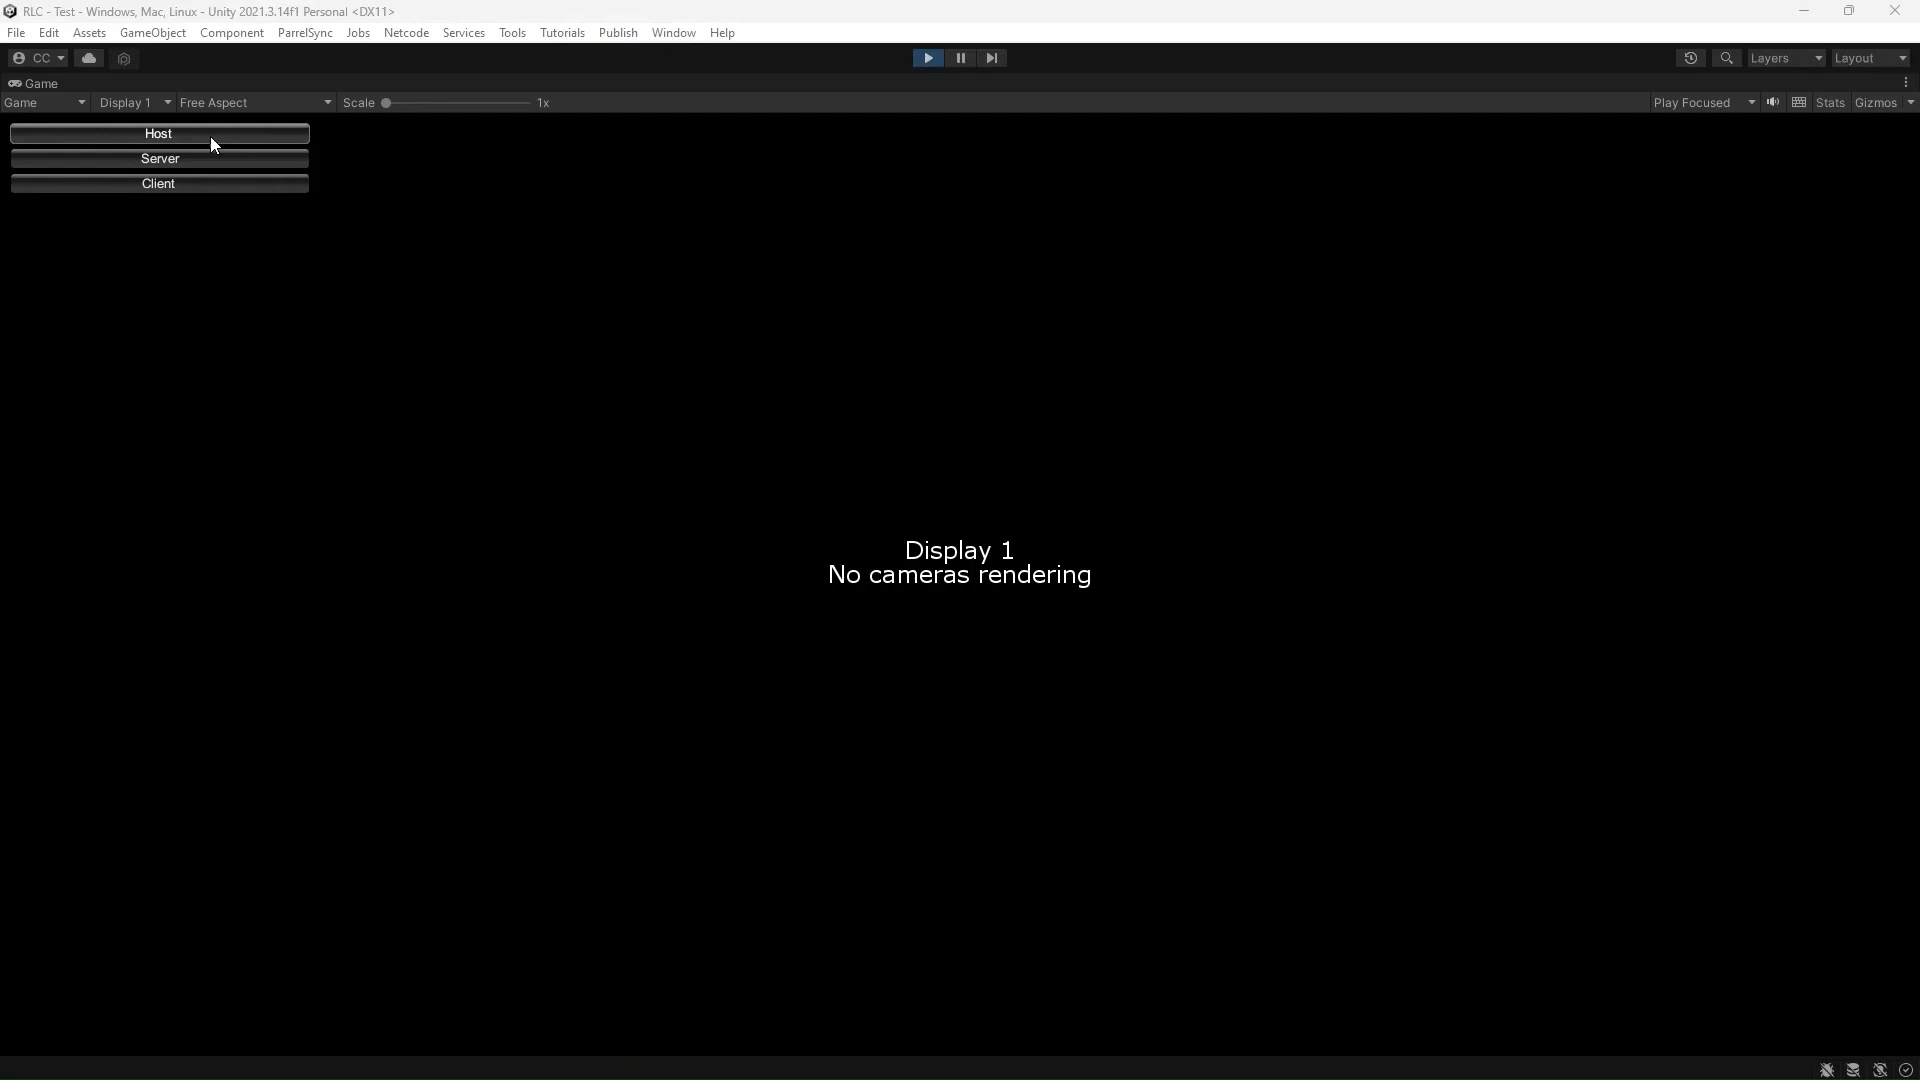 RLC - Test - Windows, Mac, Linux - Unity 2021.3.14f1 Personal <DX11>
File Edit Assets GameObject Component ParrelSync Jobs Netcode Services Tools Tutorials Publish Window Help
CC Layers Layout
Game
Game Display 1 Free Aspect Scale 1x Play Focused Stats Gizmos
Host
Server
Client
Display 1
No cameras rendering